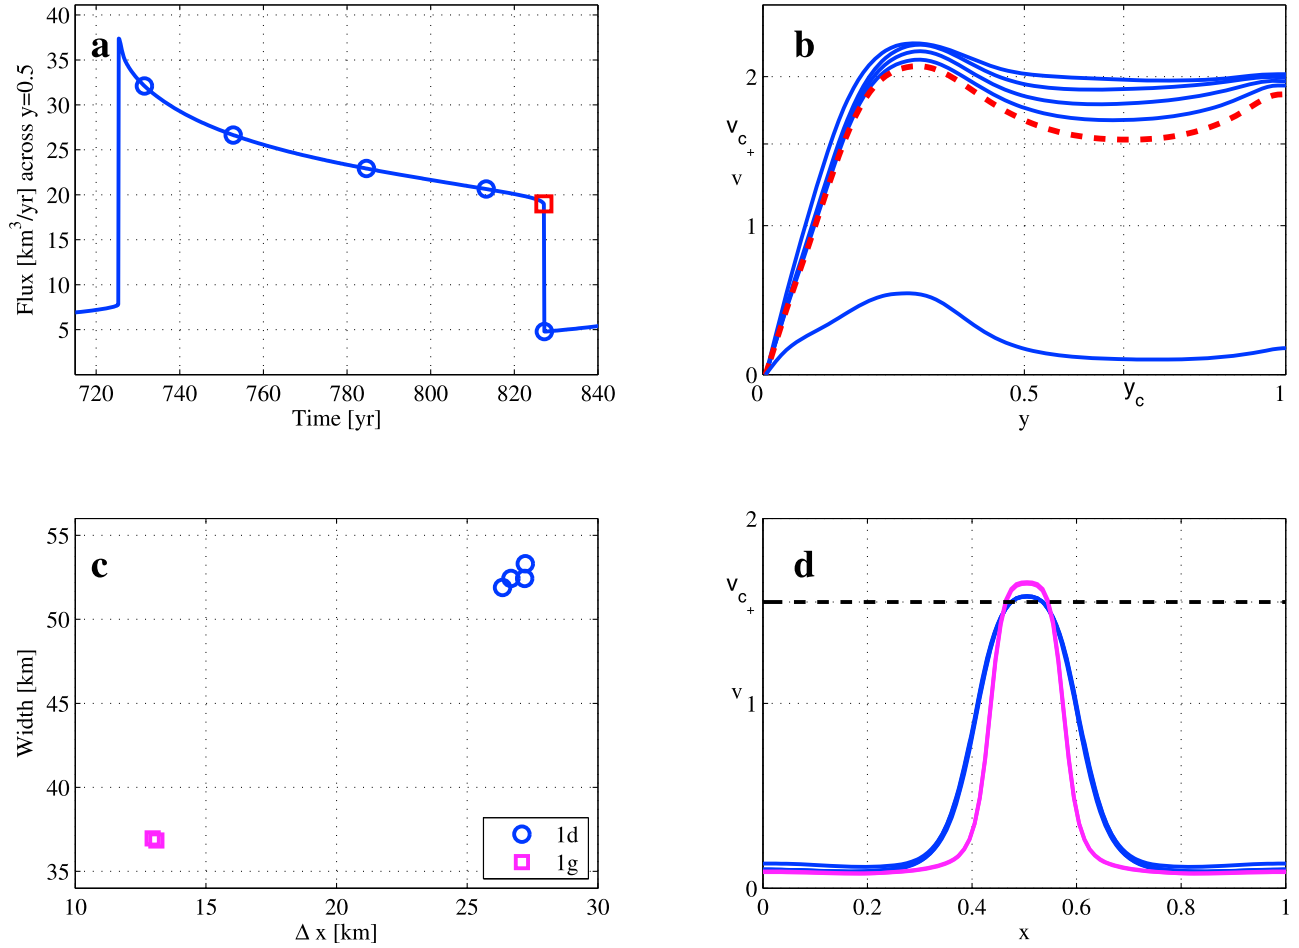 a
Flux [km³/yr] across y=0.5
40
35
30
25
20
15
10
5
720 740 760 780 800 820 840
Time [yr]
b
2
v_c+
v
1
0
0 0.5 y_c 1
y
c
Width [km]
55
50
45
40
35
10 15 20 25 30
Δ x [km]
1d
1g
d
2
v_c+
v
1
0
0 0.2 0.4 0.6 0.8 1
x